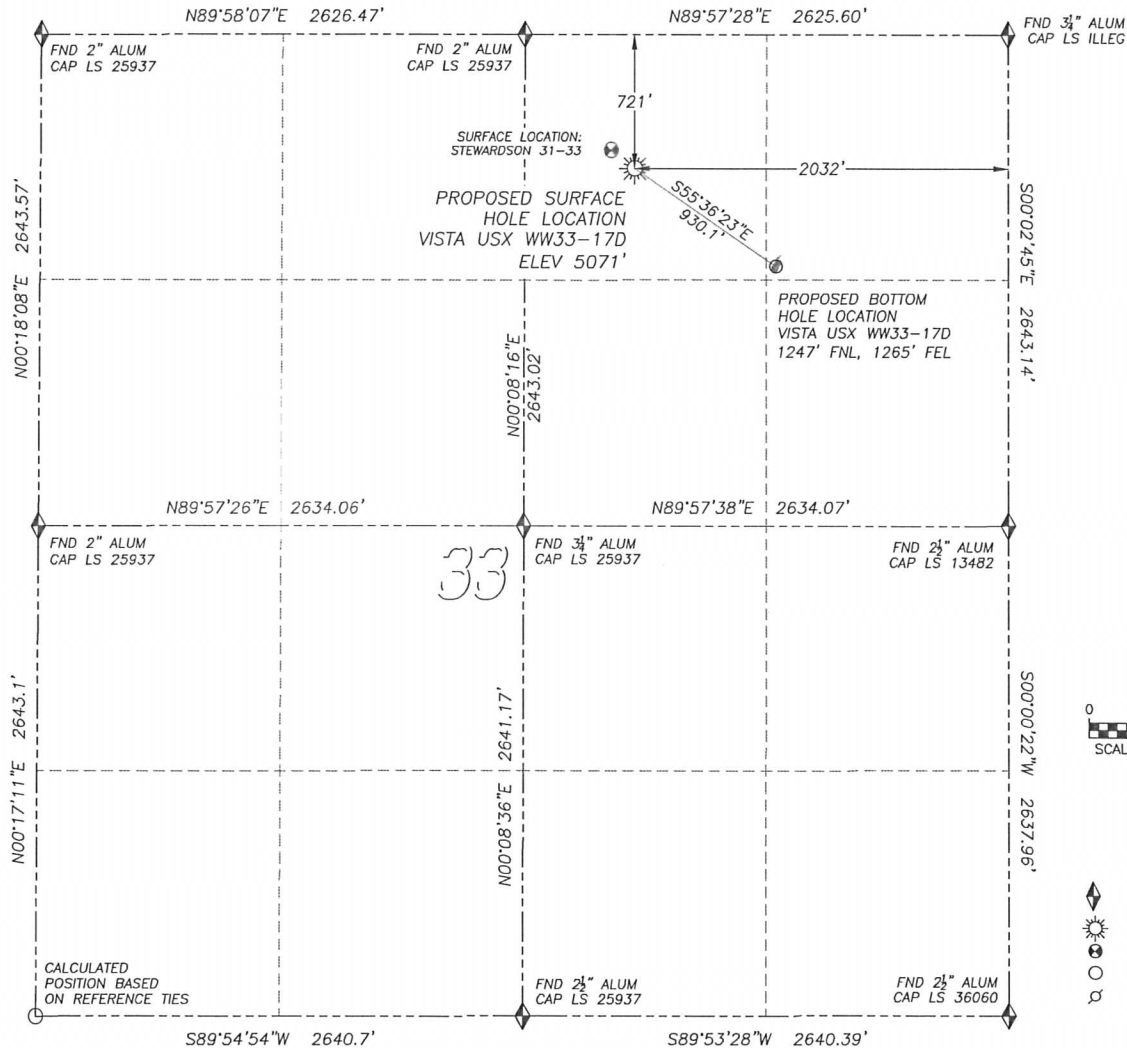 N89°58'07"E 2626.47'
N89°57'28"E 2625.60'
FND 2" ALUM
CAP LS 25937
FND 2" ALUM
CAP LS 25937
FND 3¼" ALUM
CAP LS ILLEG
721'
SURFACE LOCATION:
STEWARDSON 31-33
2032'
PROPOSED SURFACE
HOLE LOCATION
VISTA USX WW33-17D
ELEV 5071'
S55°36'23"E
930.1'
N00°18'08"E 2643.57'
S00°02'45"E 2643.14'
PROPOSED BOTTOM
HOLE LOCATION
VISTA USX WW33-17D
1247' FNL, 1265' FEL
N00°08'16"E
2643.02'
N89°57'26"E 2634.06'
N89°57'38"E 2634.07'
FND 2" ALUM
CAP LS 25937
FND 3¼" ALUM
CAP LS 25937
FND 2½" ALUM
CAP LS 13482
33
N00°17'11"E 2643.1'
N00°08'36"E 2641.17'
S00°00'22"W 2637.96'
0
SCAL
CALCULATED
POSITION BASED
ON REFERENCE TIES
FND 2½" ALUM
CAP LS 25937
FND 2½" ALUM
CAP LS 36060
S89°54'54"W 2640.7'
S89°53'28"W 2640.39'